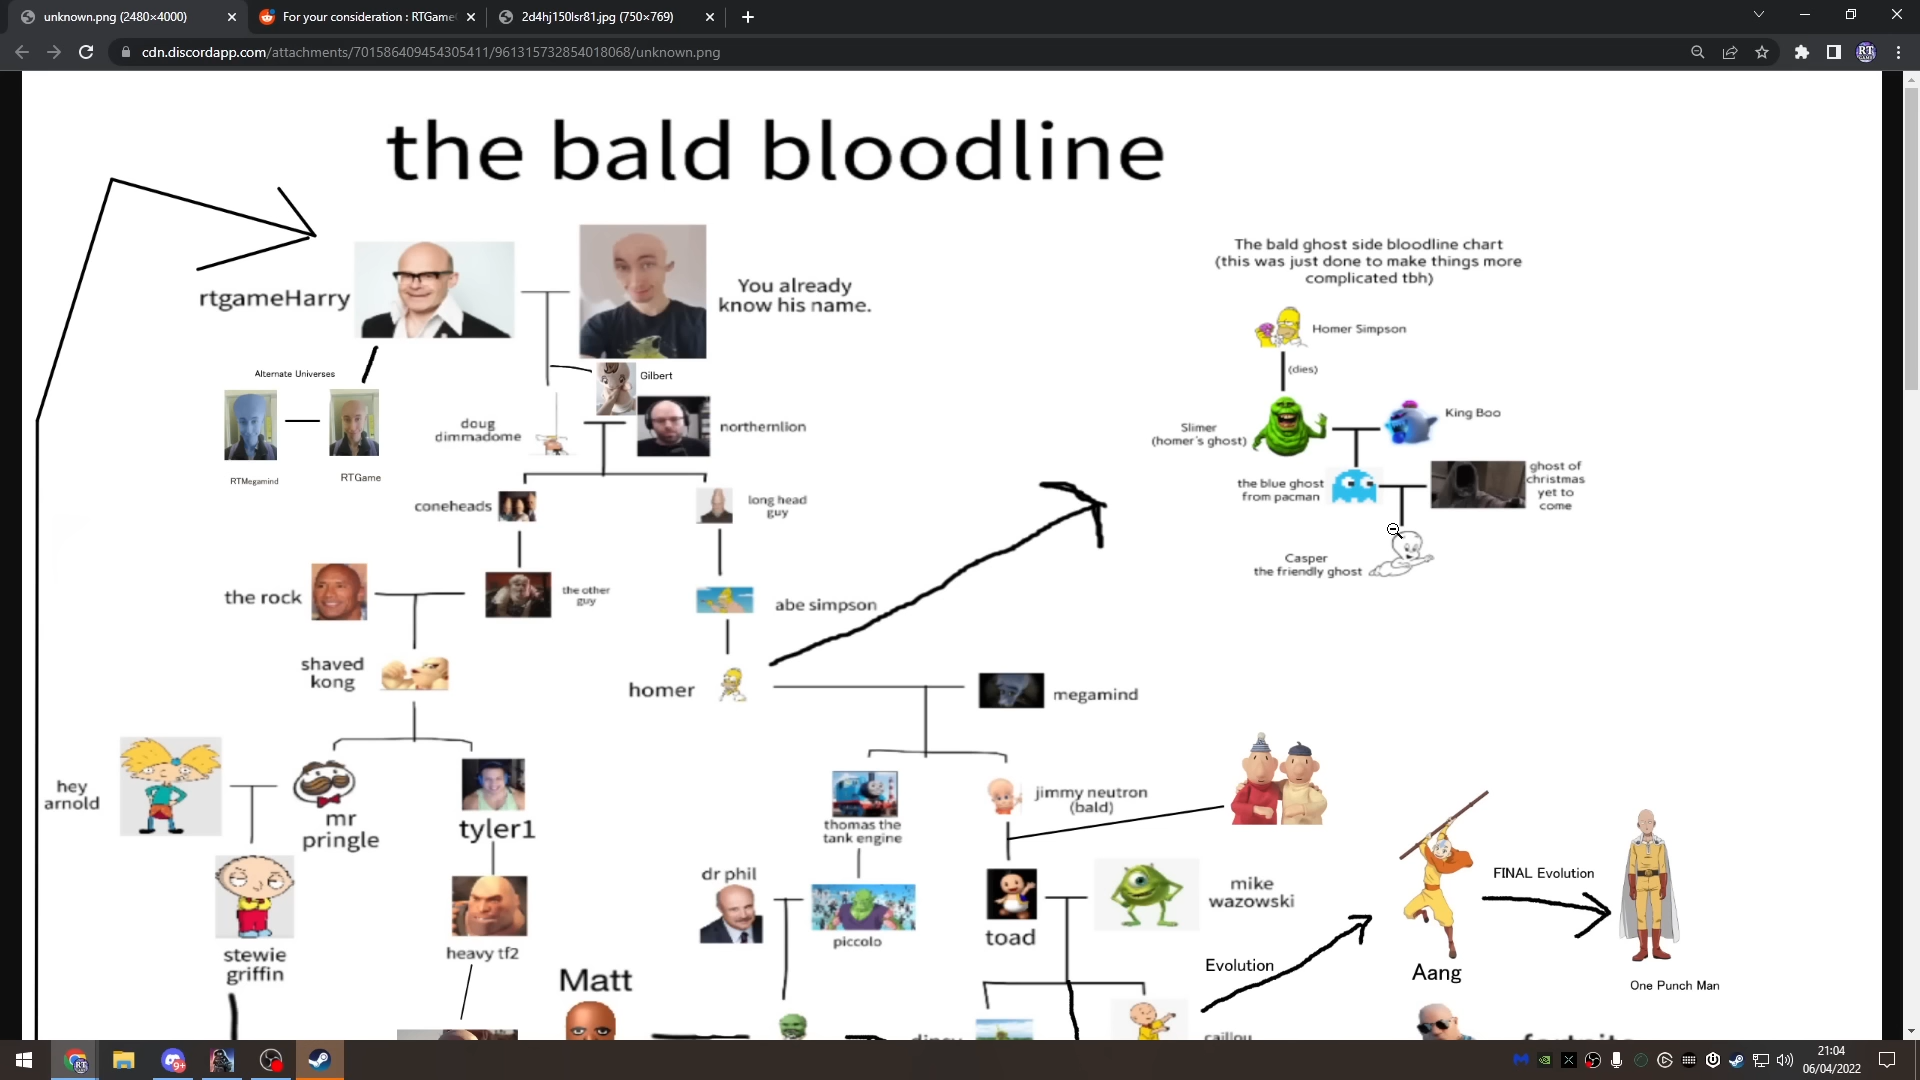 unknown.png (2480×4000)
For your consideration : RTGame
2d4hj150lsr81.jpg (750×769)
cdn.discordapp.com/attachments/701586409454305411/961315732854018068/unknown.png
RT
the bald bloodline
rtgameHarry
You already
know his name.
The bald ghost side bloodline chart
(this was just done to make things more
complicated tbh)
Homer Simpson
(dies)
Alternate Universes
Gilbert
doug
dimmadome
northernlion
Slimer
(homer's ghost)
King Boo
RTMegamind
RTGame
the blue ghost
from pacman
ghost of
christmas
yet to
come
coneheads
long head
guy
Casper
the friendly ghost
the rock
the other
guy
abe simpson
shaved
kong
homer
megamind
hey
arnold
mr
pringle
tyler1
thomas the
tank engine
jimmy neutron
(bald)
dr phil
piccolo
toad
mike
wazowski
FINAL Evolution
stewie
griffin
heavy tf2
Matt
Evolution
Aang
One Punch Man
dipsy
caillou
fortnite
9+
21:04
06/04/2022